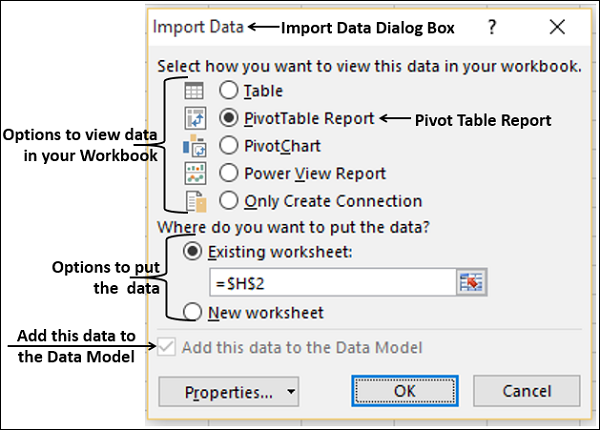 Import Data
Import Data Dialog Box
? ×
Select how you want to view this data in your workbook.
Options to view data
in your Workbook
Table
PivotTable Report
Pivot Table Report
PivotChart
Power View Report
Only Create Connection
Where do you want to put the data?
Options to put
the data
Existing worksheet:
=$H$2
New worksheet
Add this data to
the Data Model
Add this data to the Data Model
Properties...
OK
Cancel